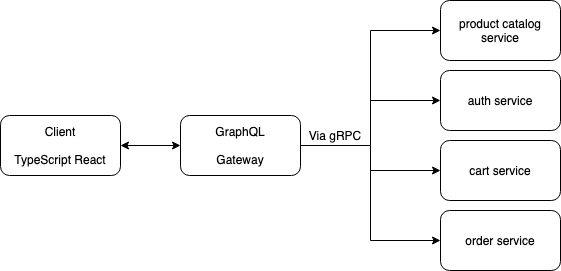 Client
TypeScript React
GraphQL
Gateway
Via gRPC
product catalog
service
auth service
cart service
order service